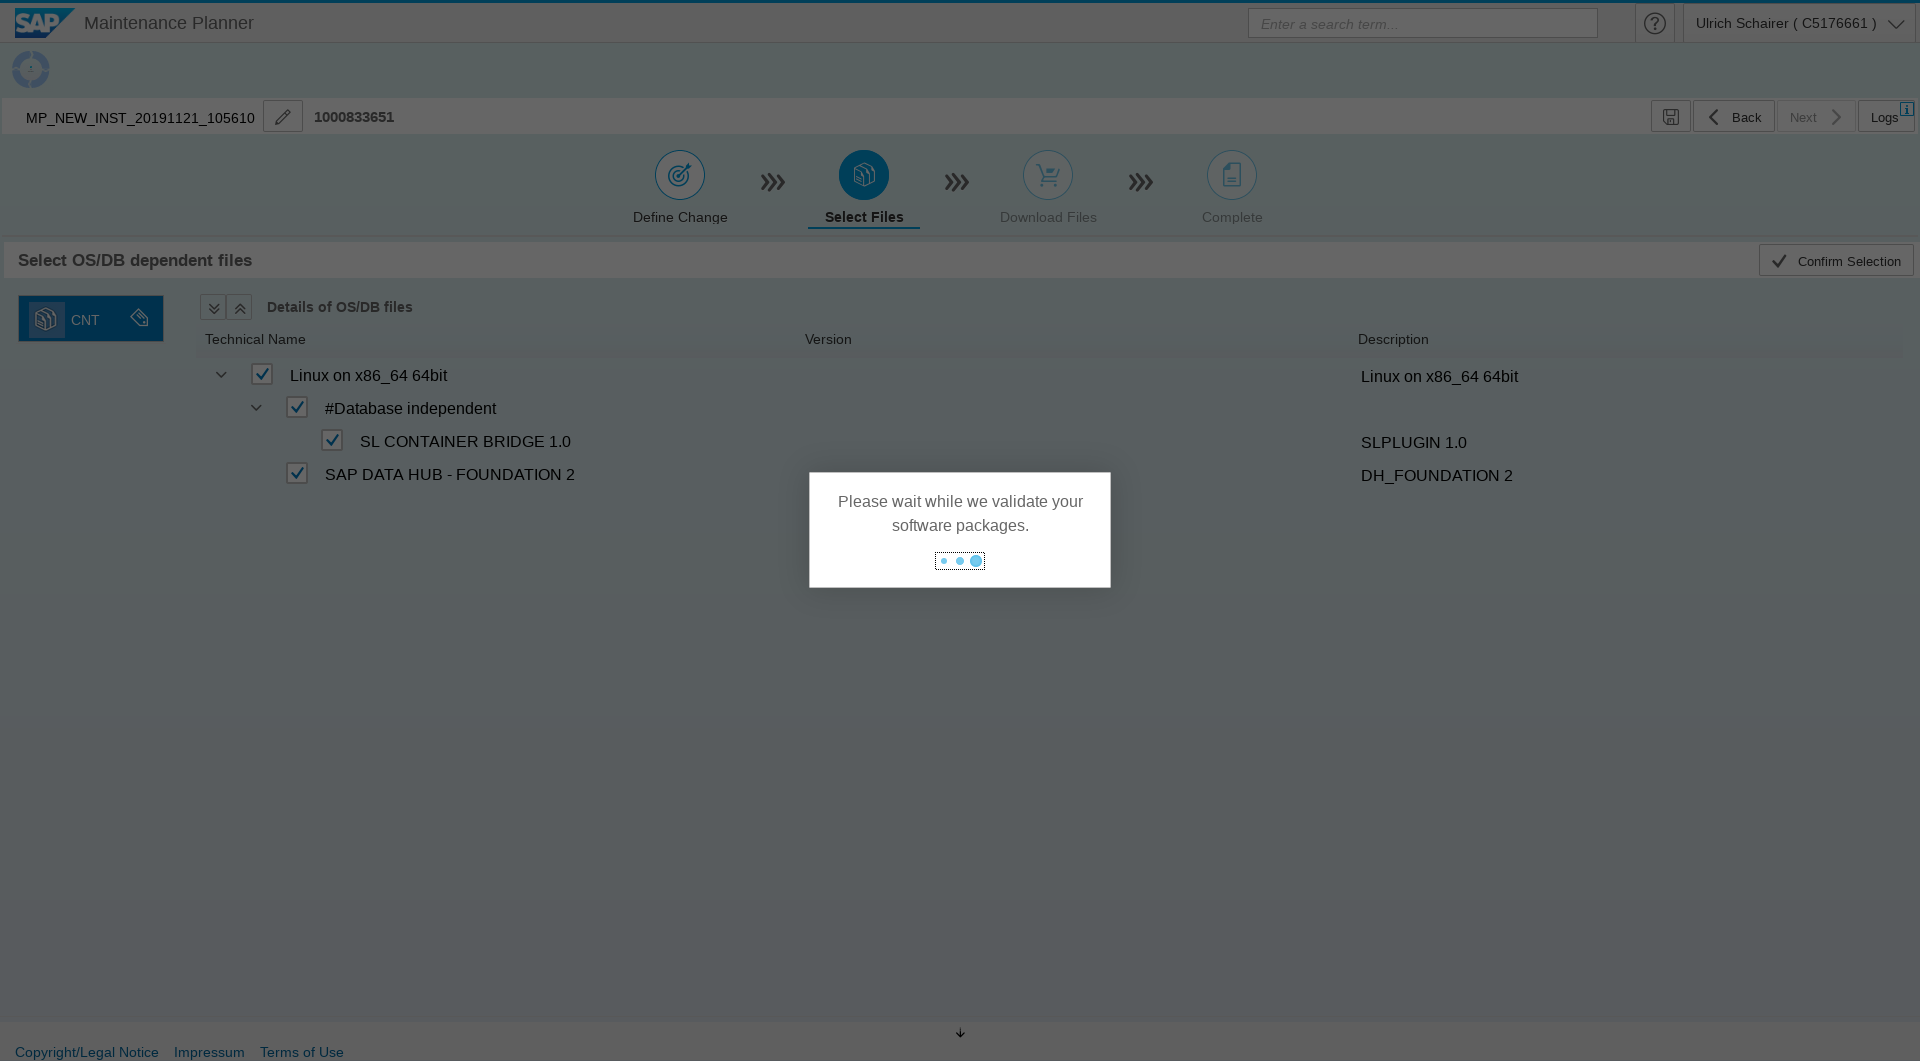 SAP Maintenance Planner
Enter a search term...
Ulrich Schairer ( C5176661 )
MP_NEW_INST_20191121_105610
1000833651
Back
Next
Logs
Define Change
Select Files
Download Files
Complete
Select OS/DB dependent files
Confirm Selection
CNT
Details of OS/DB files
Technical Name Version Description
Linux on x86_64 64bit Linux on x86_64 64bit
#Database independent
SL CONTAINER BRIDGE 1.0 SLPLUGIN 1.0
SAP DATA HUB - FOUNDATION 2 DH_FOUNDATION 2
Please wait while we validate your
software packages.
Copyright/Legal Notice Impressum Terms of Use